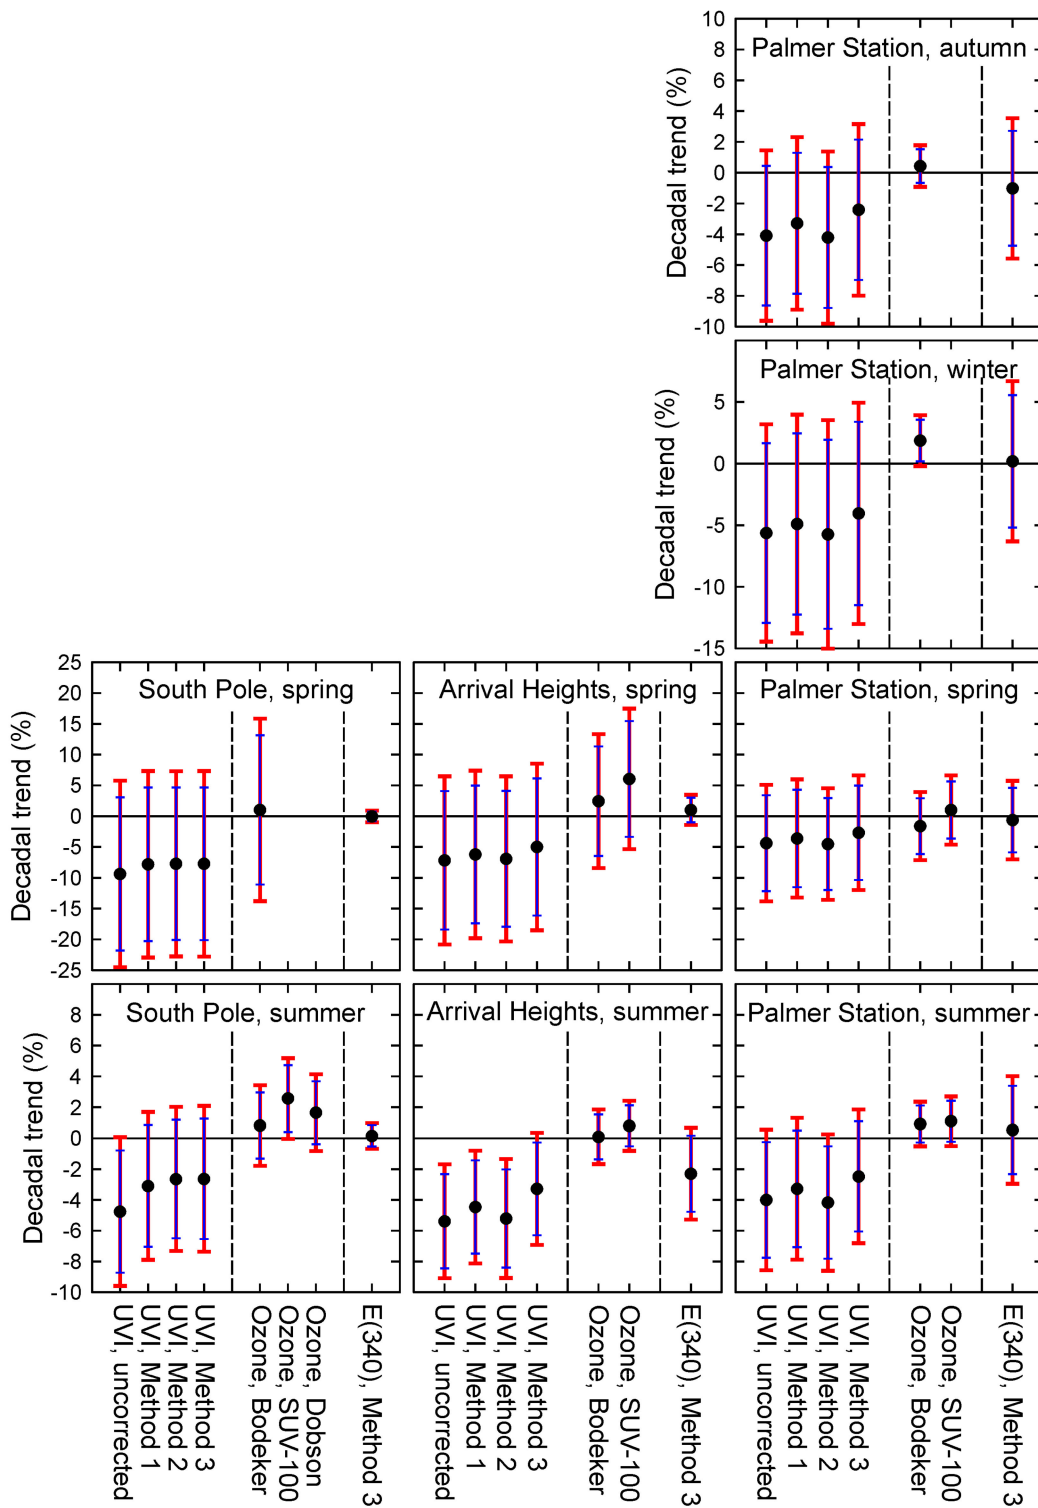 Palmer Station, autumn
Decadal trend (%)
10
8
6
4
2
0
-2
-4
-6
-8
-10
Palmer Station, winter
Decadal trend (%)
5
0
-5
-10
-15
South Pole, spring
Arrival Heights, spring
Palmer Station, spring
Decadal trend (%)
25
20
15
10
5
0
-5
-10
-15
-20
-25
South Pole, summer
Arrival Heights, summer
Palmer Station, summer
Decadal trend (%)
8
6
4
2
0
-2
-4
-6
-8
-10
UVI, uncorrected
UVI, Method 1
UVI, Method 2
UVI, Method 3
Ozone, Bodeker
Ozone, SUV-100
Ozone, Dobson
E(340), Method 3
UVI, uncorrected
UVI, Method 1
UVI, Method 2
UVI, Method 3
Ozone, Bodeker
Ozone, SUV-100
E(340), Method 3
UVI, uncorrected
UVI, Method 1
UVI, Method 2
UVI, Method 3
Ozone, Bodeker
Ozone, SUV-100
E(340), Method 3